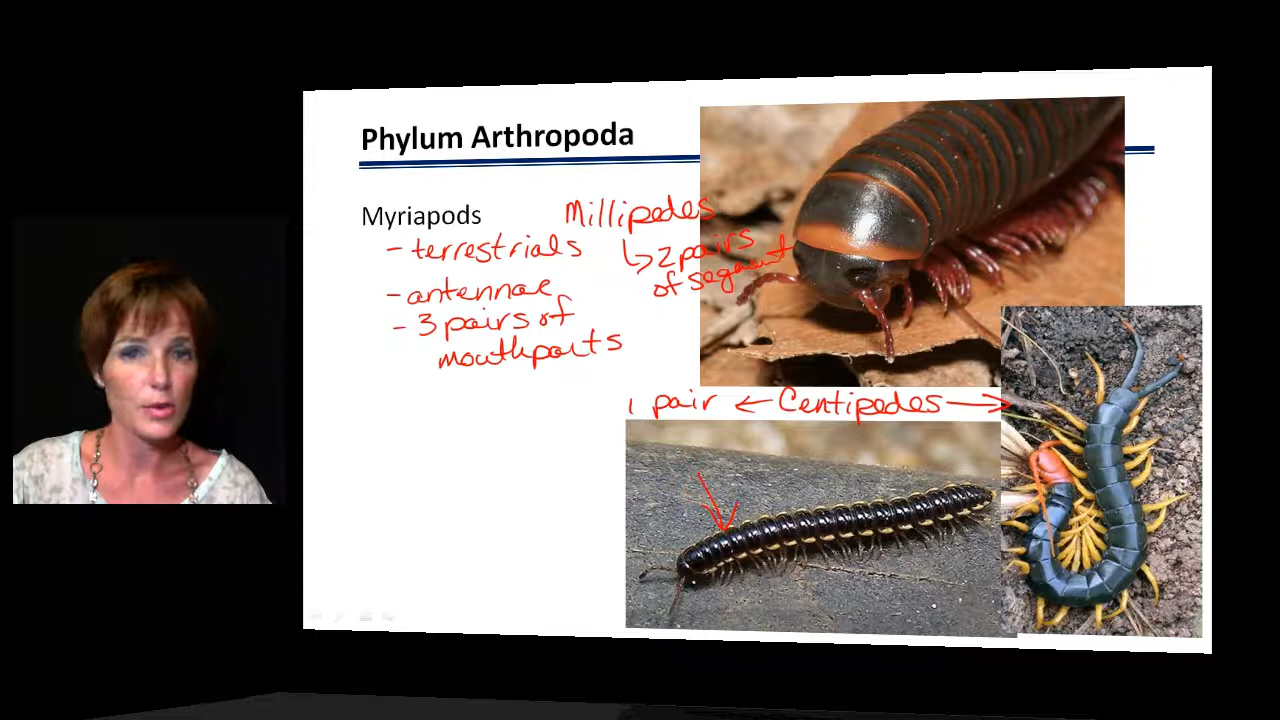 Phylum Arthropoda
Myriapods
- terrestrials
- antennae
- 3 pairs of
mouthparts
Millipedes
↳ 2 pairs
of segment
1 pair ← Centipedes →